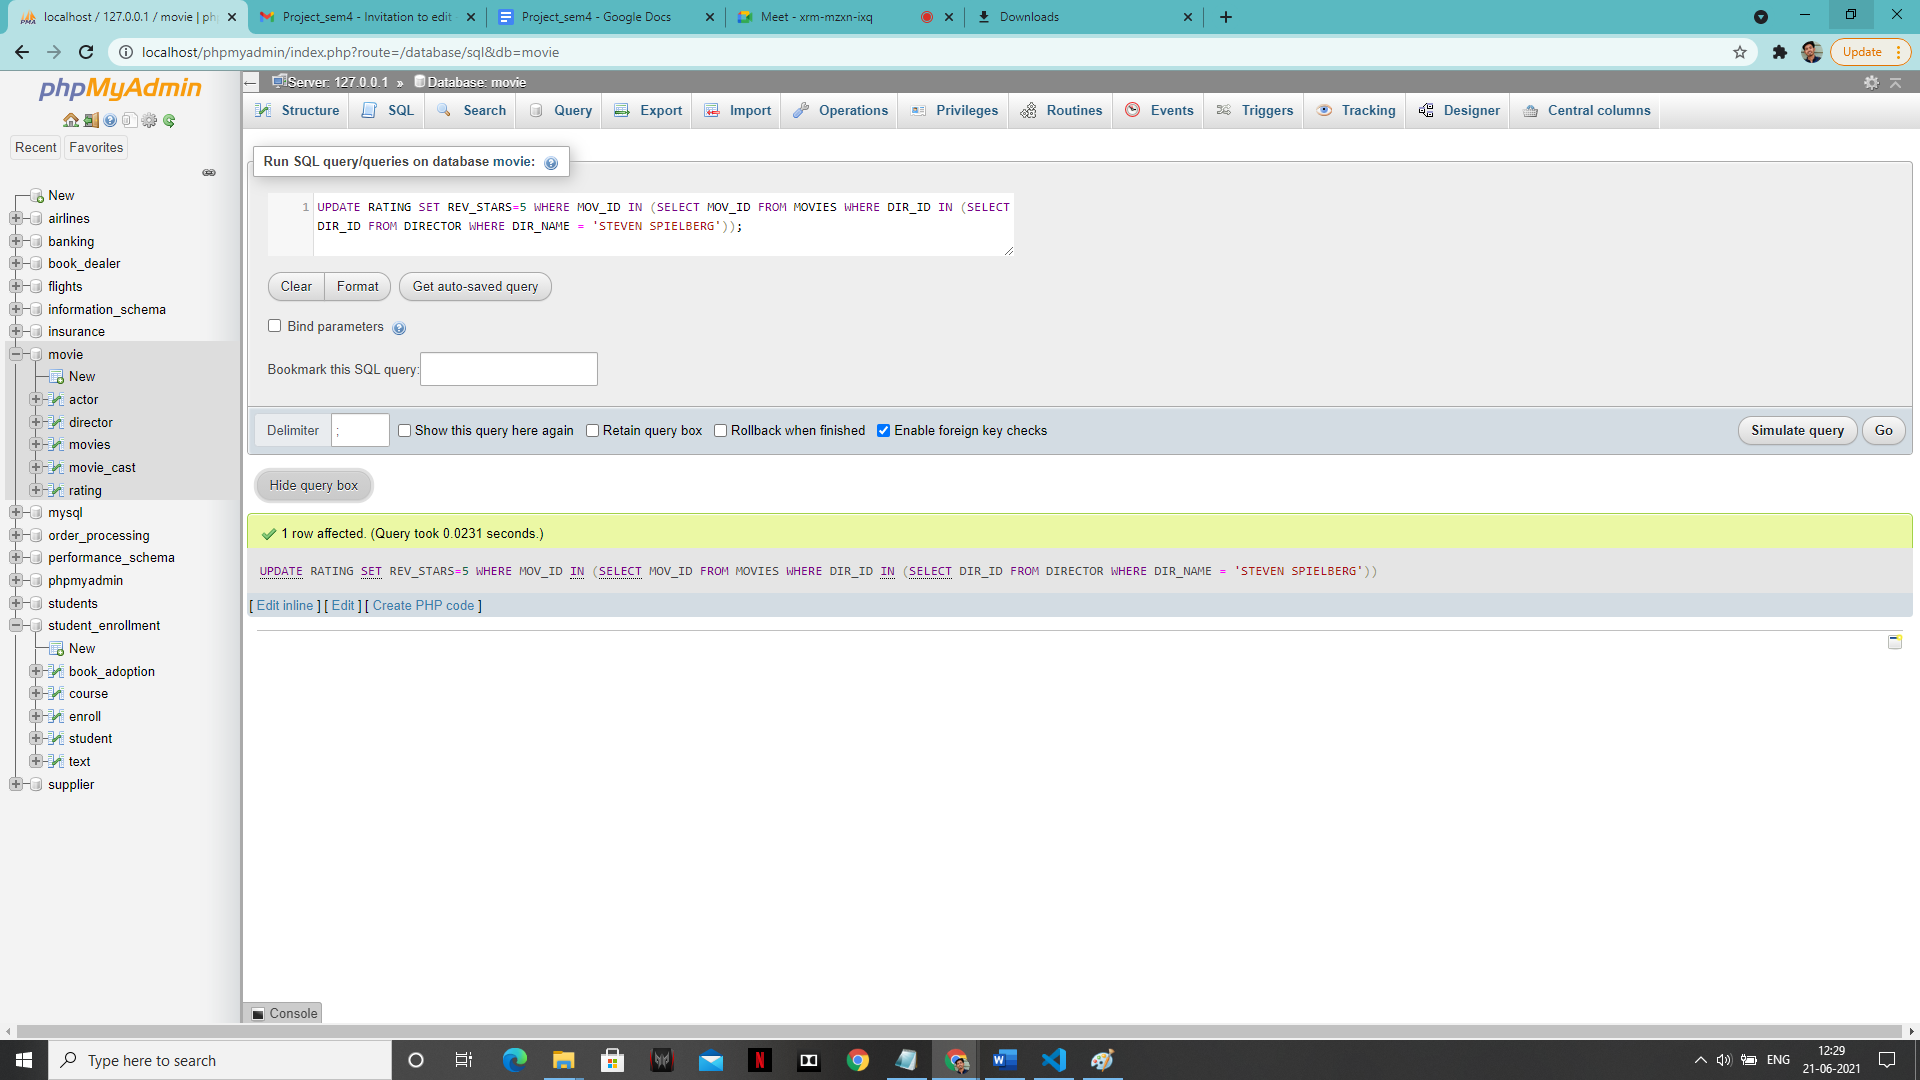 localhost / 127.0.0.1 / movie | ph
Project_sem4 - Invitation to edit
Project_sem4 - Google Docs
Meet - xrm-mzxn-ixq
Downloads
localhost/phpmyadmin/index.php?route=/database/sql&db=movie
Update
phpMyAdmin
Recent
Favorites
New
airlines
banking
book_dealer
flights
information_schema
insurance
movie
New
actor
director
movies
movie_cast
rating
mysql
order_processing
performance_schema
phpmyadmin
students
student_enrollment
New
book_adoption
course
enroll
student
text
supplier
Server: 127.0.0.1 » Database: movie
Structure
SQL
Search
Query
Export
Import
Operations
Privileges
Routines
Events
Triggers
Tracking
Designer
Central columns
Run SQL query/queries on database movie:
1 UPDATE RATING SET REV_STARS=5 WHERE MOV_ID IN (SELECT MOV_ID FROM MOVIES WHERE DIR_ID IN (SELECT
DIR_ID FROM DIRECTOR WHERE DIR_NAME = 'STEVEN SPIELBERG'));
Clear
Format
Get auto-saved query
Bind parameters
Bookmark this SQL query:
Delimiter
;
Show this query here again
Retain query box
Rollback when finished
Enable foreign key checks
Simulate query
Go
Hide query box
1 row affected. (Query took 0.0231 seconds.)
UPDATE RATING SET REV_STARS=5 WHERE MOV_ID IN (SELECT MOV_ID FROM MOVIES WHERE DIR_ID IN (SELECT DIR_ID FROM DIRECTOR WHERE DIR_NAME = 'STEVEN SPIELBERG'))
[ Edit inline ] [ Edit ] [ Create PHP code ]
Console
Type here to search
ENG
12:29
21-06-2021